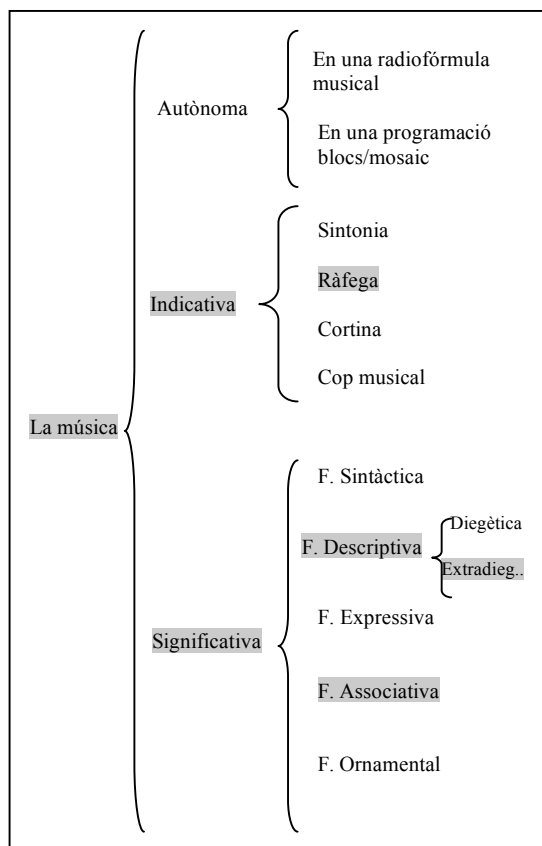 La música
Autònoma
En una radiofórmula
musical
En una programació
blocs/mosaic
Indicativa
Sintonia
Ràfega
Cortina
Cop musical
Significativa
F. Sintàctica
F. Descriptiva
Diegètica
Extradieg..
F. Expressiva
F. Associativa
F. Ornamental